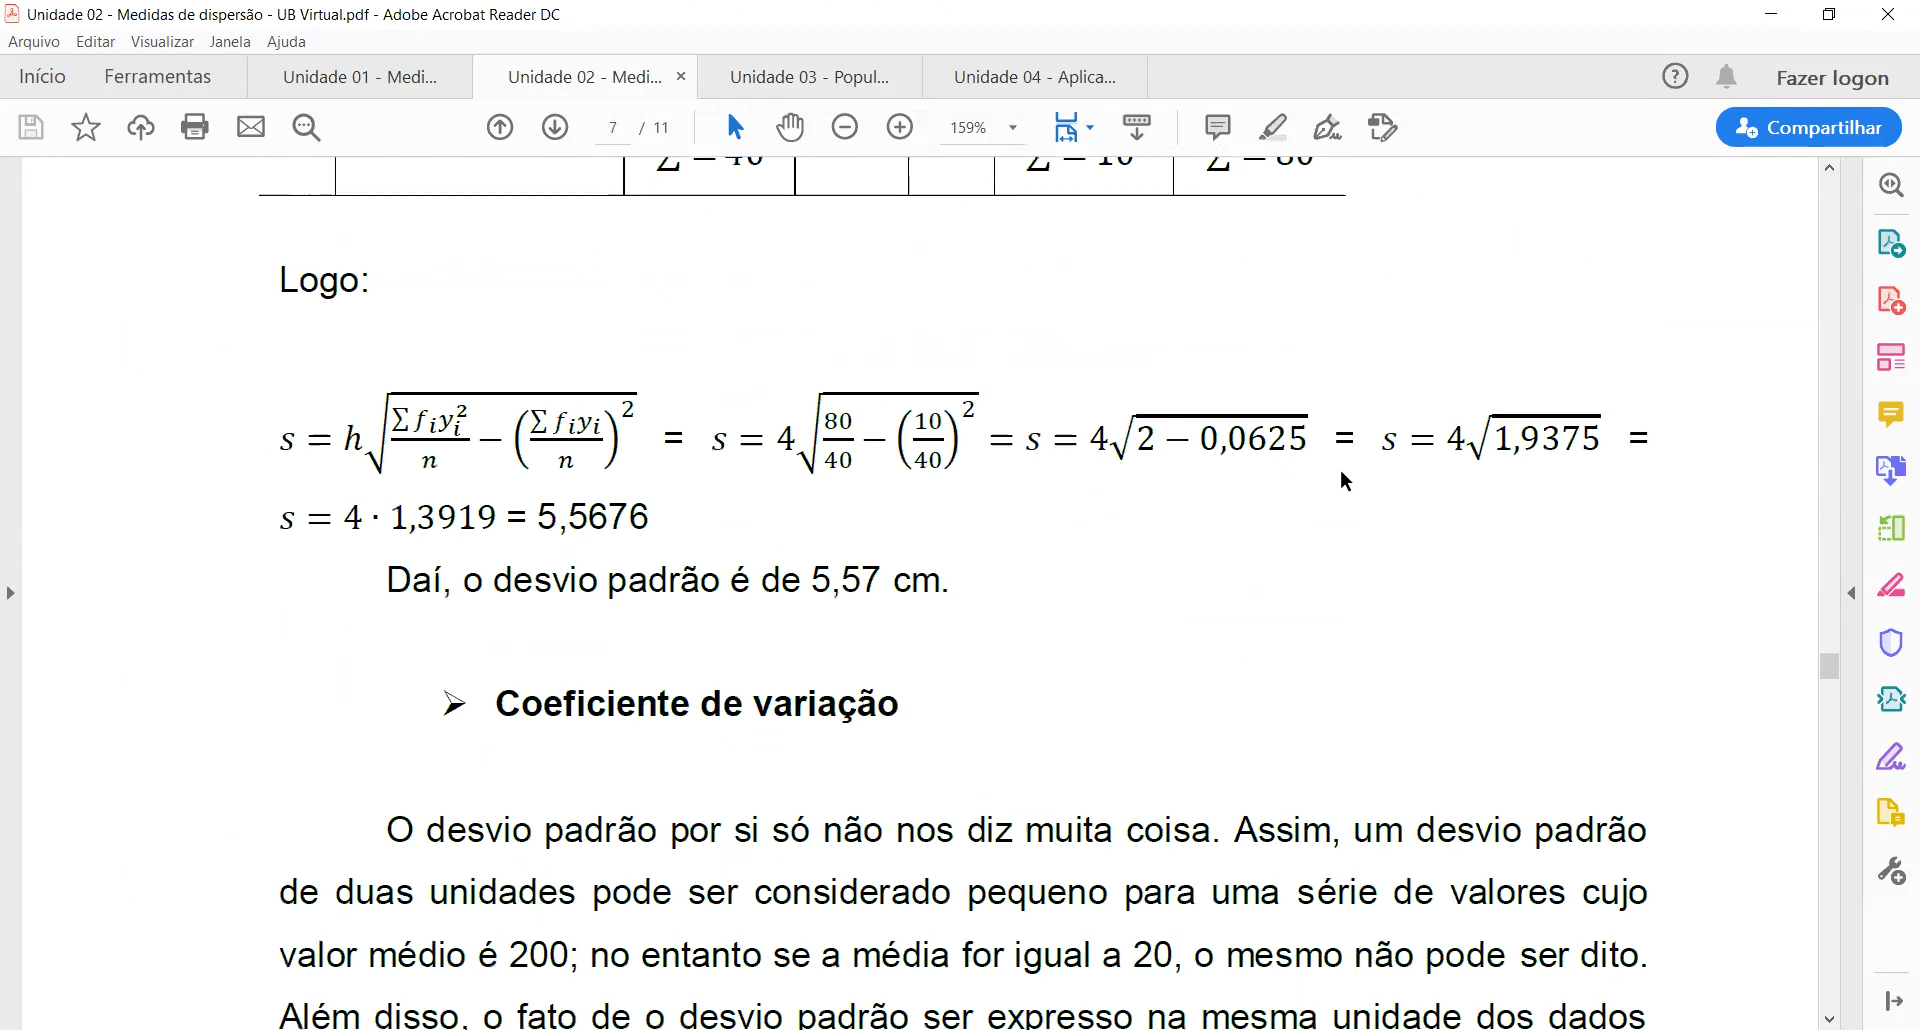 Unidade 02 - Medidas de dispersão - UB Virtual.pdf - Adobe Acrobat Reader DC
Arquivo Editar Visualizar Janela Ajuda
Início Ferramentas Unidade 01 - Medi... Unidade 02 - Medi... × Unidade 03 - Popul... Unidade 04 - Aplica... Fazer logon
7 / 11 159% Compartilhar
∑ = 40 ∑ = 10 ∑ = 80
Logo:
s = h√(∑ fᵢyᵢ²/n − (∑ fᵢyᵢ/n)²) = s = 4√(80/40 − (10/40)²) = s = 4√(2 − 0,0625) = s = 4√(1,9375) =
s = 4 · 1,3919 = 5,5676
Daí, o desvio padrão é de 5,57 cm.
➢ Coeficiente de variação
O desvio padrão por si só não nos diz muita coisa. Assim, um desvio padrão
de duas unidades pode ser considerado pequeno para uma série de valores cujo
valor médio é 200; no entanto se a média for igual a 20, o mesmo não pode ser dito.
Além disso, o fato de o desvio padrão ser expresso na mesma unidade dos dados